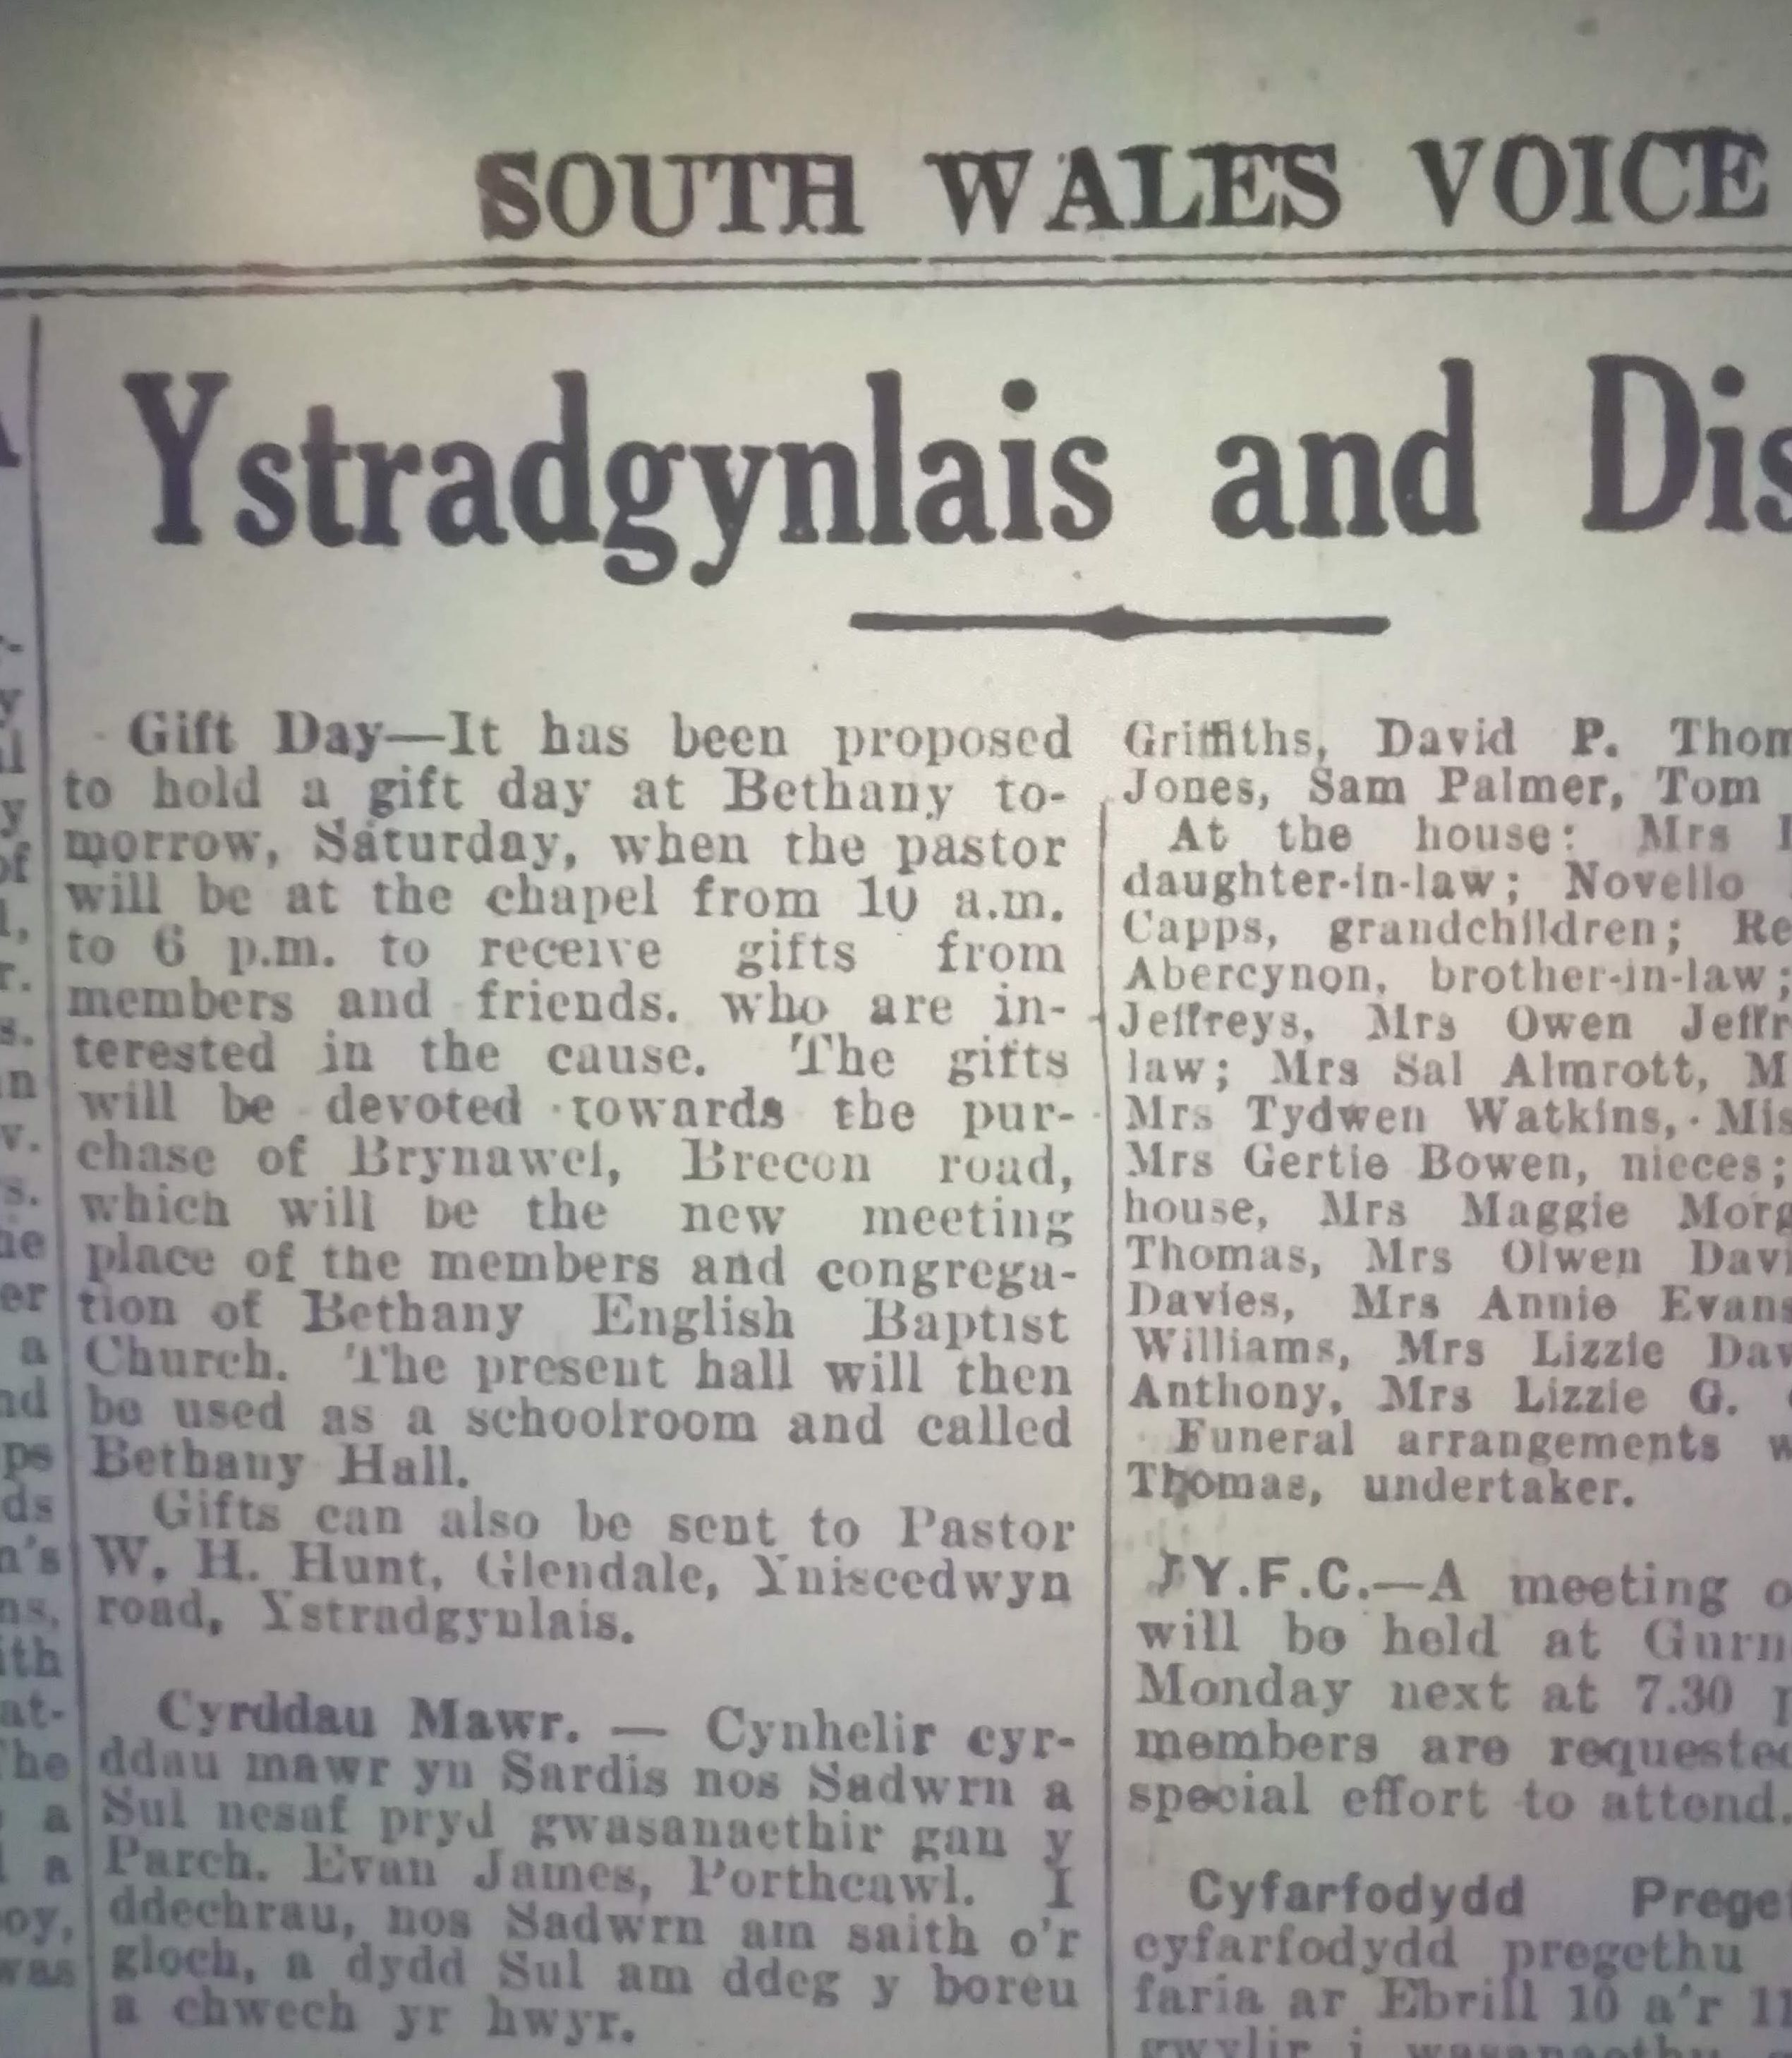 SOUTH WALES VOICE
Ystradgynlais and Dis
Gift Day—It has been proposed
to hold a gift day at Bethany to-
morrow, Saturday, when the pastor
will be at the chapel from 10 a.m.
to 6 p.m. to receive gifts from
members and friends. who are in-
terested in the cause. The gifts
will be devoted towards the pur-
chase of Brynawel, Brecon road,
which will be the new meeting
place of the members and congrega-
tion of Bethany English Baptist
Church. The present hall will then
be used as a schoolroom and called
Bethany Hall.
Gifts can also be sent to Pastor
W. H. Hunt, Glendale, Yniscedwyn
road, Ystradgynlais.
Cyrddau Mawr. — Cynhelir cyr-
ddau mawr yn Sardis nos Sadwrn a
Sul nesaf pryd gwasanaethir gan y
Parch. Evan James, Porthcawl. I
ddechrau, nos Sadwrn am saith o'r
gloch, a dydd Sul am ddeg y boreu
a chwech yr hwyr.
Griffiths, David P. Thom
Jones, Sam Palmer, Tom
At the house: Mrs
daughter-in-law; Novello
Capps, grandchildren; Re
Abercynon, brother-in-law;
Jeffreys, Mrs Owen Jeffr
law; Mrs Sal Almrott, M
Mrs Tydwen Watkins, Mis
Mrs Gertie Bowen, nieces;
house, Mrs Maggie Morg
Thomas, Mrs Olwen Davi
Davies, Mrs Annie Evans
Williams, Mrs Lizzie Dav
Anthony, Mrs Lizzie G.
Funeral arrangements w
Thomas, undertaker.
Y.F.C.—A meeting o
will be held at Gurn
Monday next at 7.30 p
members are requested
special effort to attend.
Cyfarfodydd Preget
cyfarfodydd pregethu
faria ar Ebrill 10 a'r 11
gwylir i wasanaethu